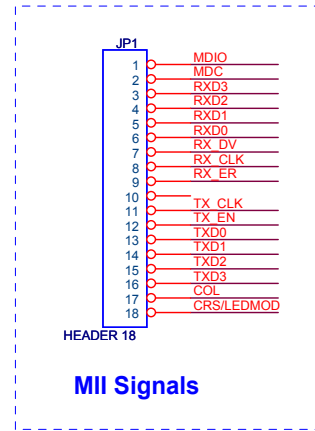 JP1
1 MDIO
2 MDC
3 RXD3
4 RXD2
5 RXD1
6 RXD0
7 RX_DV
8 RX_CLK
9 RX_ER
10
11 TX_CLK
12 TX_EN
13 TXD0
14 TXD1
15 TXD2
16 TXD3
17 COL
18 CRS/LEDMOD
HEADER 18
MII Signals